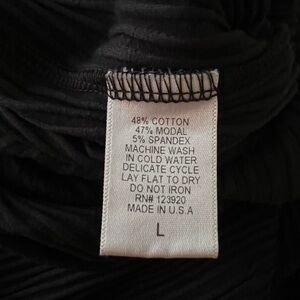 48% COTTON
47% MODAL
5% SPANDEX
MACHINE WASH
IN COLD WATER
DELICATE CYCLE
LAY FLAT TO DRY
DO NOT IRON
RN# 123920
MADE IN U.S.A
L